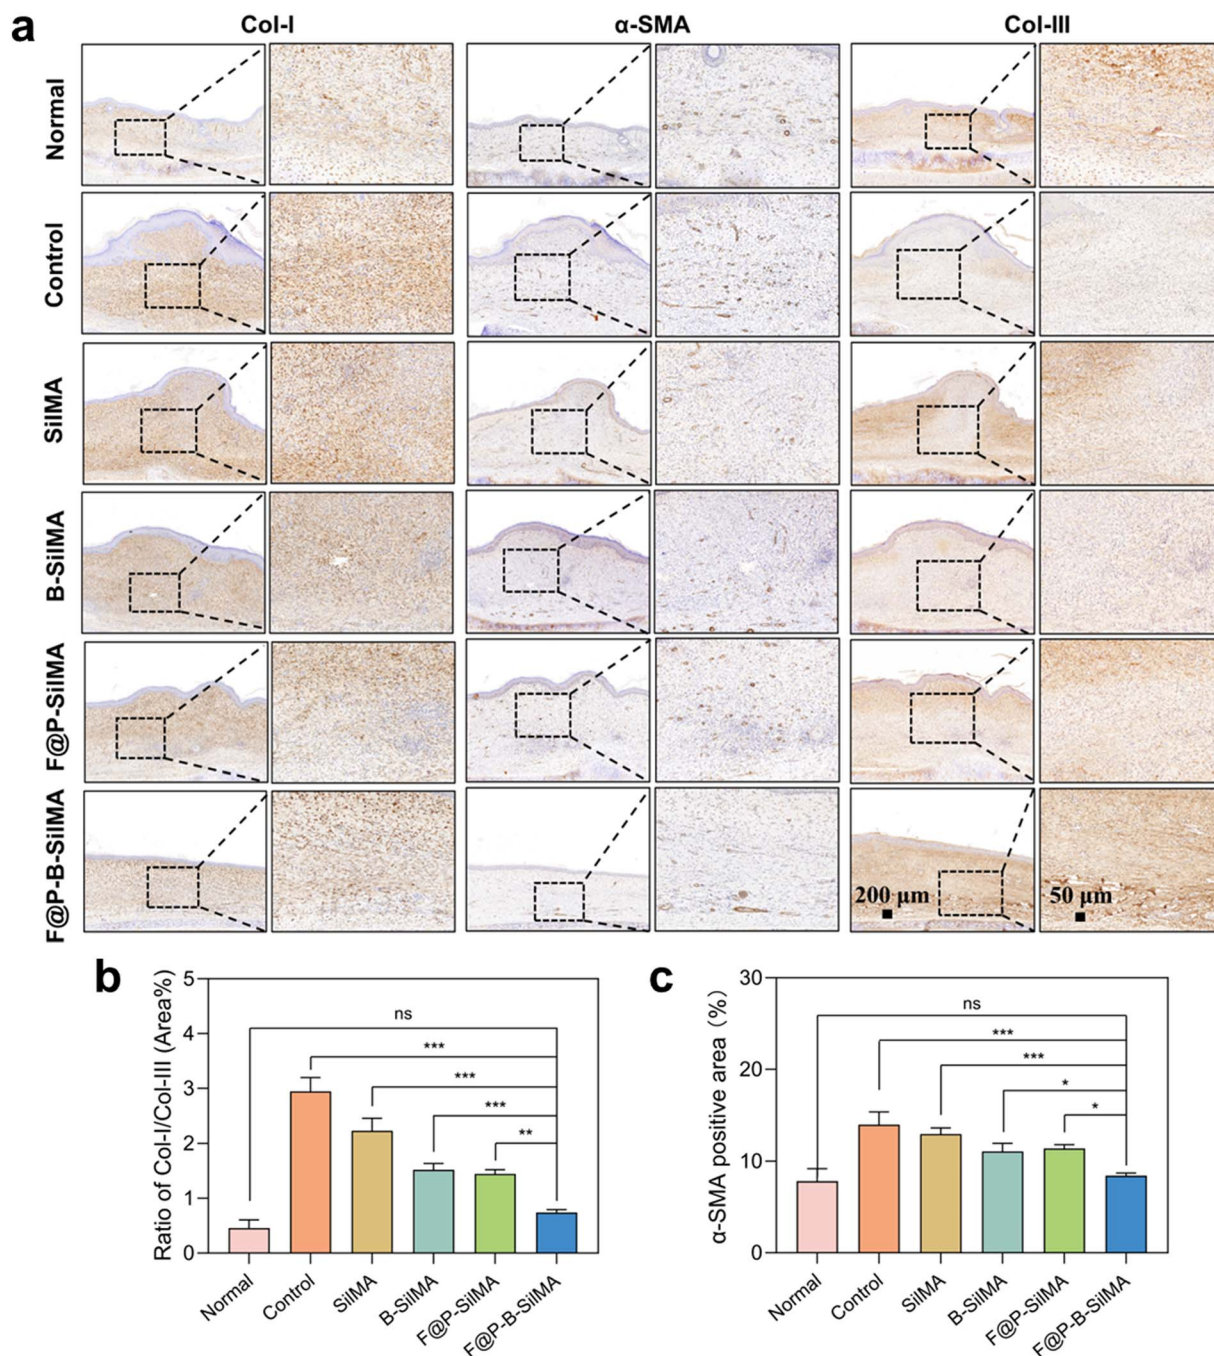 a
Col-I
α-SMA
Col-III
Normal
Control
SilMA
B-SilMA
F@P-SilMA
F@P-B-SilMA
200 μm
50 μm
b
Ratio of Col-I/Col-III (Area%)
5
4
3
2
1
0
ns
***
***
***
**
Normal
Control
SilMA
B-SilMA
F@P-SilMA
F@P-B-SilMA
c
α-SMA positive area (%)
30
20
10
0
ns
***
***
*
*
Normal
Control
SilMA
B-SilMA
F@P-SilMA
F@P-B-SilMA